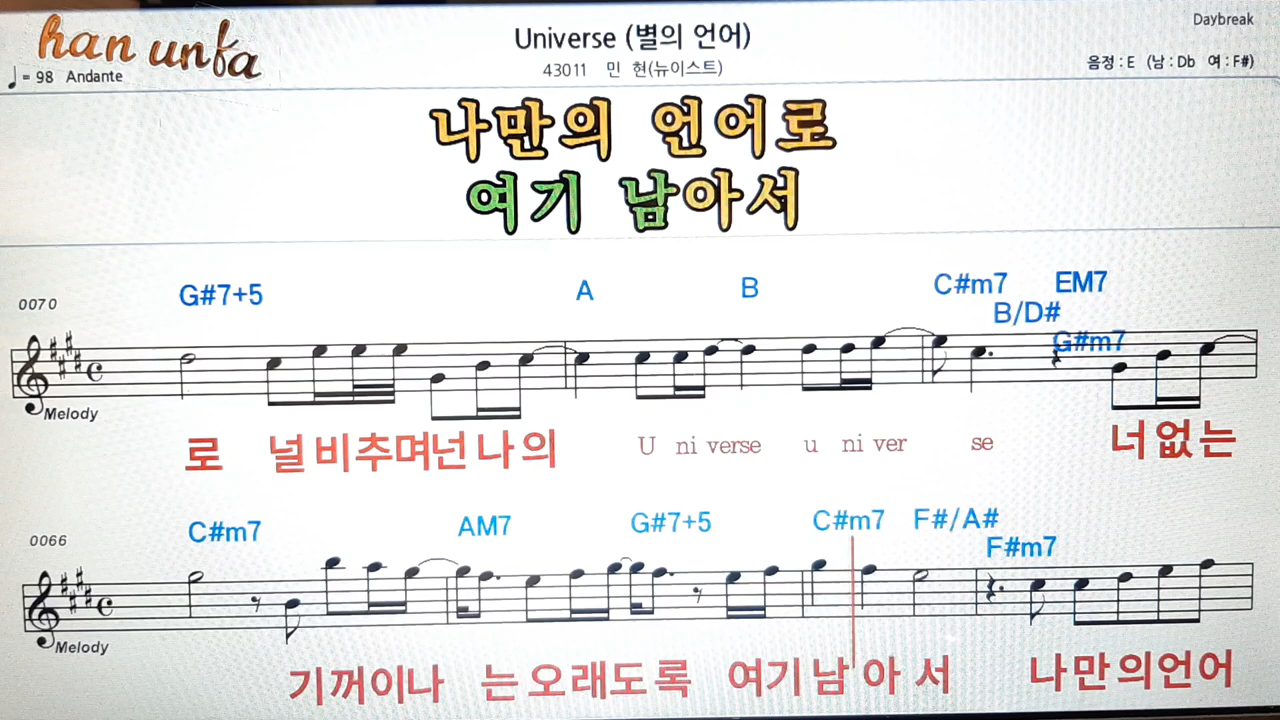 han unfa
Universe (별의 언어)
Daybreak
♩= 98 Andante
43011 민 현(뉴이스트)
음정 : E (남 : Db 여 : F#)
나만의 언어로
여기 남아서
0070
G#7+5 A B C#m7 EM7
B/D#
G#m7
Melody
로 널비추며넌나의 U ni verse u ni ver se 너없는
0066
C#m7 AM7 G#7+5 C#m7 F#/A#
F#m7
Melody
기꺼이나 는오래도록 여기남아서 나만의언어